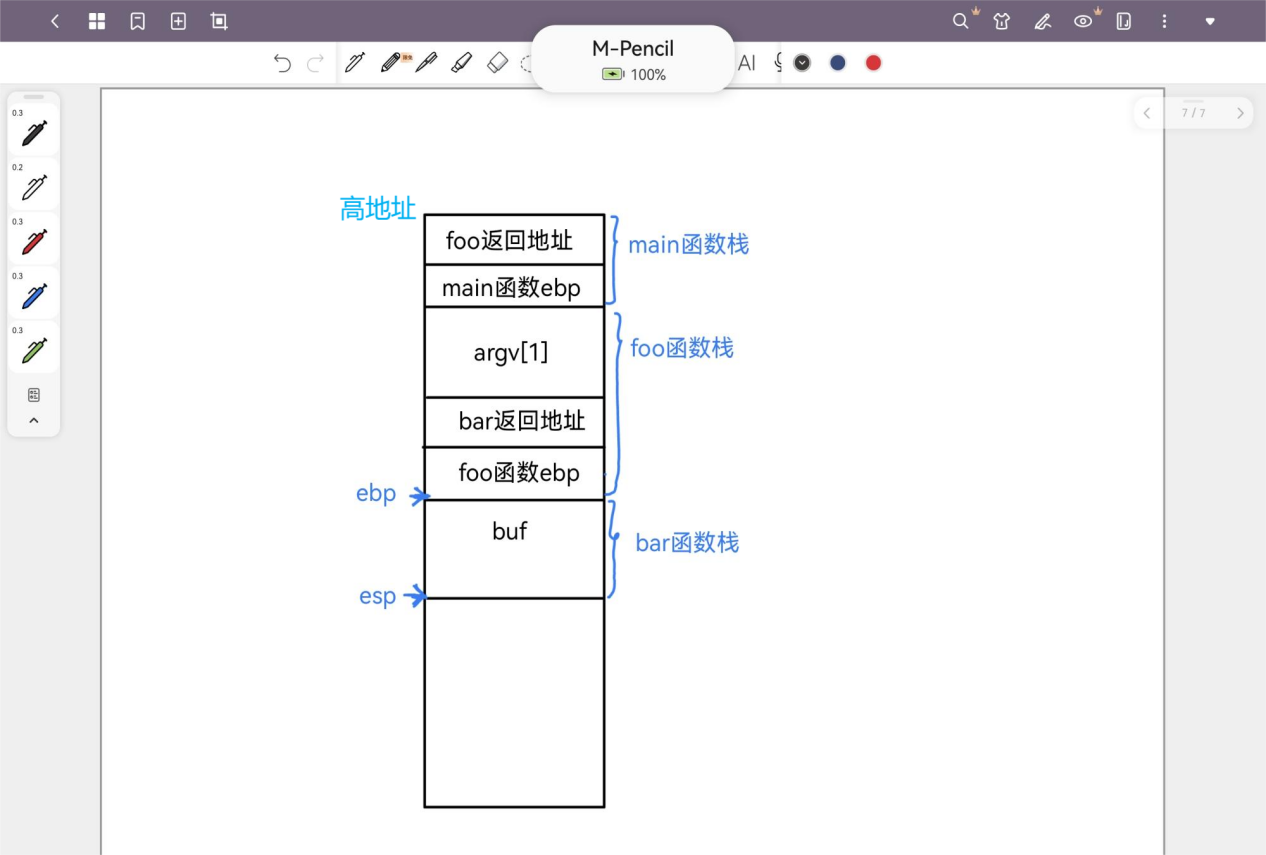 M-Pencil
100%
AI
0.3
0.2
0.3
0.3
0.3
7 / 7
高地址
foo返回地址
main函数栈
main函数ebp
argv[1]
foo函数栈
bar返回地址
foo函数ebp
ebp
buf
bar函数栈
esp